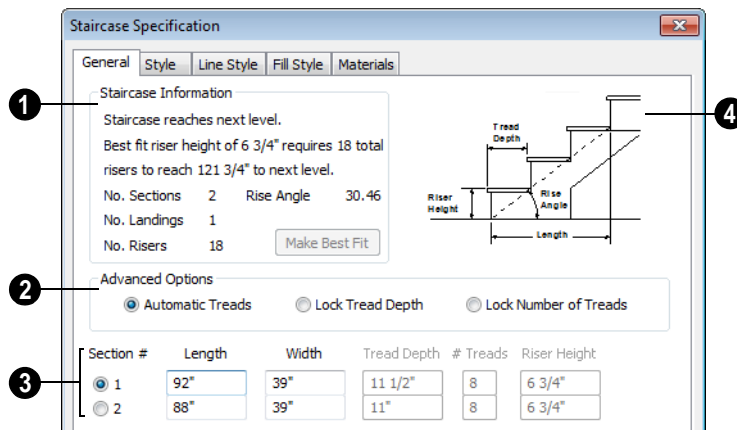 Staircase Specification
General Style Line Style Fill Style Materials
1
Staircase Information
Staircase reaches next level.
Best fit riser height of 6 3/4" requires 18 total
risers to reach 121 3/4" to next level.
No. Sections 2 Rise Angle 30.46
No. Landings 1
No. Risers 18 Make Best Fit
4
Tread
Depth
Riser
Height
Rise
Angle
Length
2
Advanced Options
Automatic Treads Lock Tread Depth Lock Number of Treads
3
Section # Length Width Tread Depth # Treads Riser Height
1 92" 39" 11 1/2" 8 6 3/4"
2 88" 39" 11" 8 6 3/4"